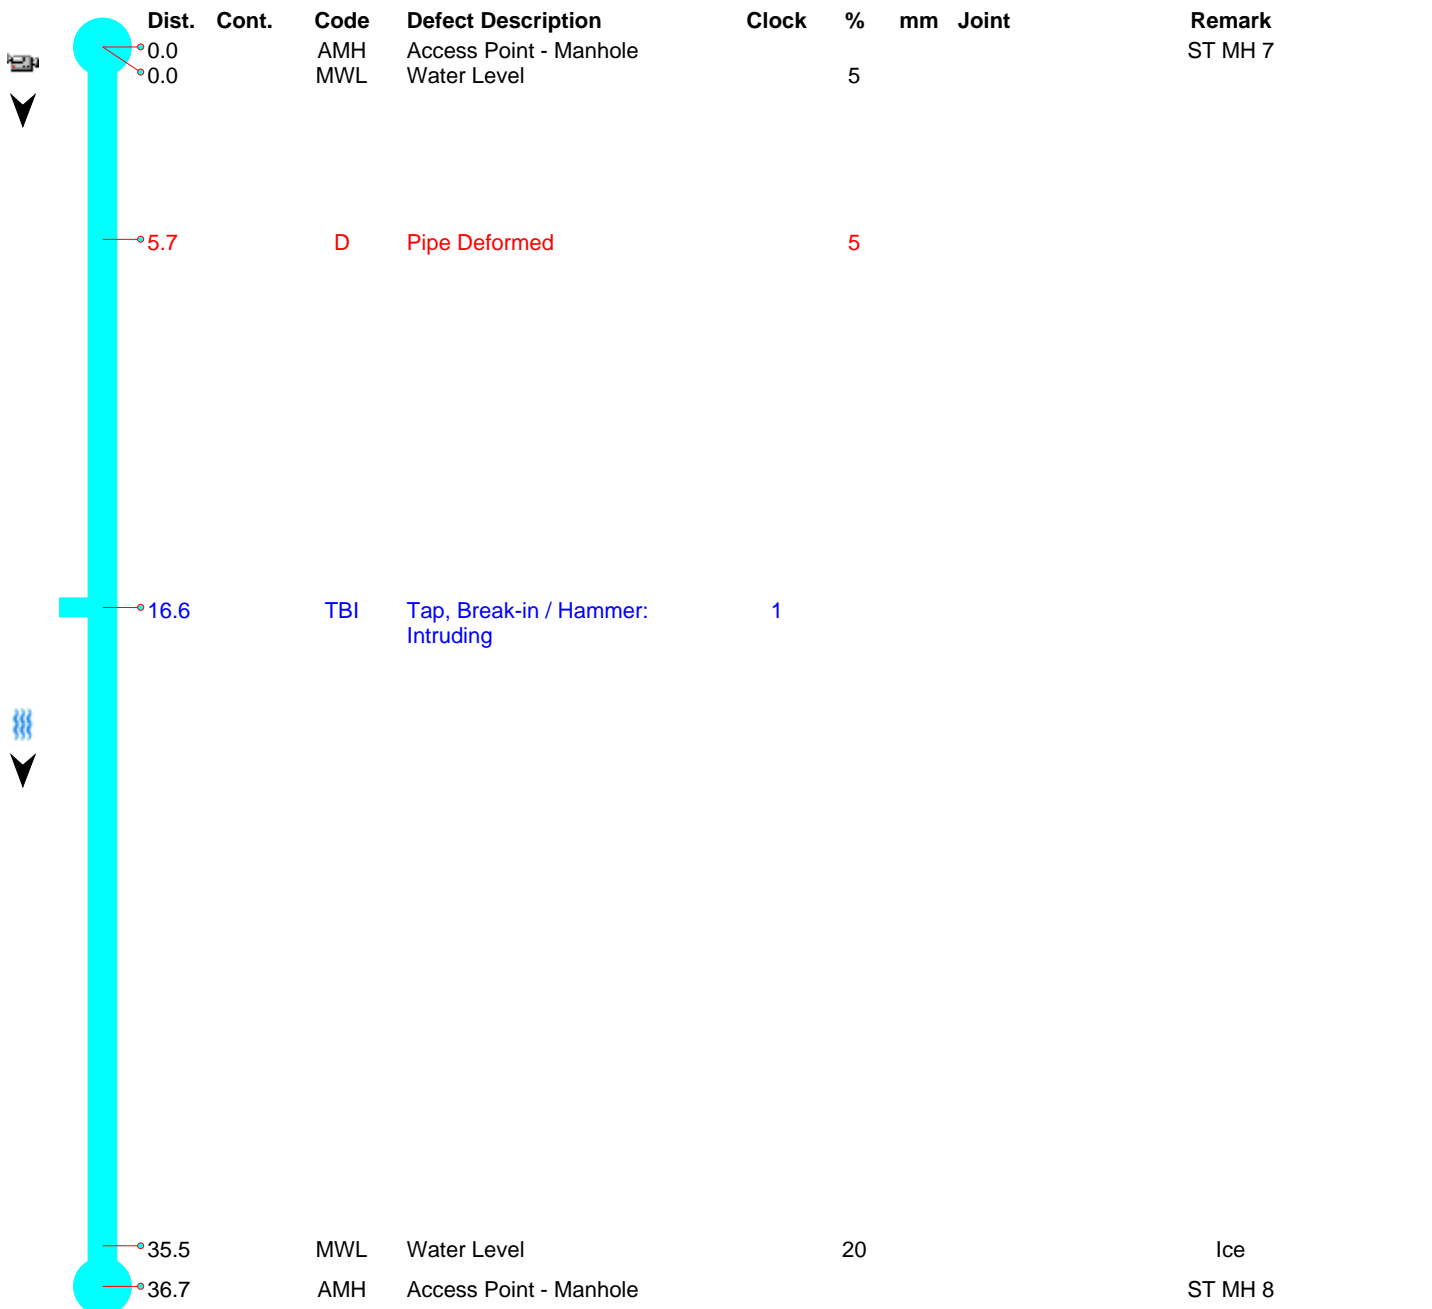 Dist. Cont. Code Defect Description Clock % mm Joint Remark
0.0 AMH Access Point - Manhole ST MH 7
0.0 MWL Water Level 5
5.7 D Pipe Deformed 5
16.6 TBI Tap, Break-in / Hammer: 1
Intruding
35.5 MWL Water Level 20 Ice
36.7 AMH Access Point - Manhole ST MH 8